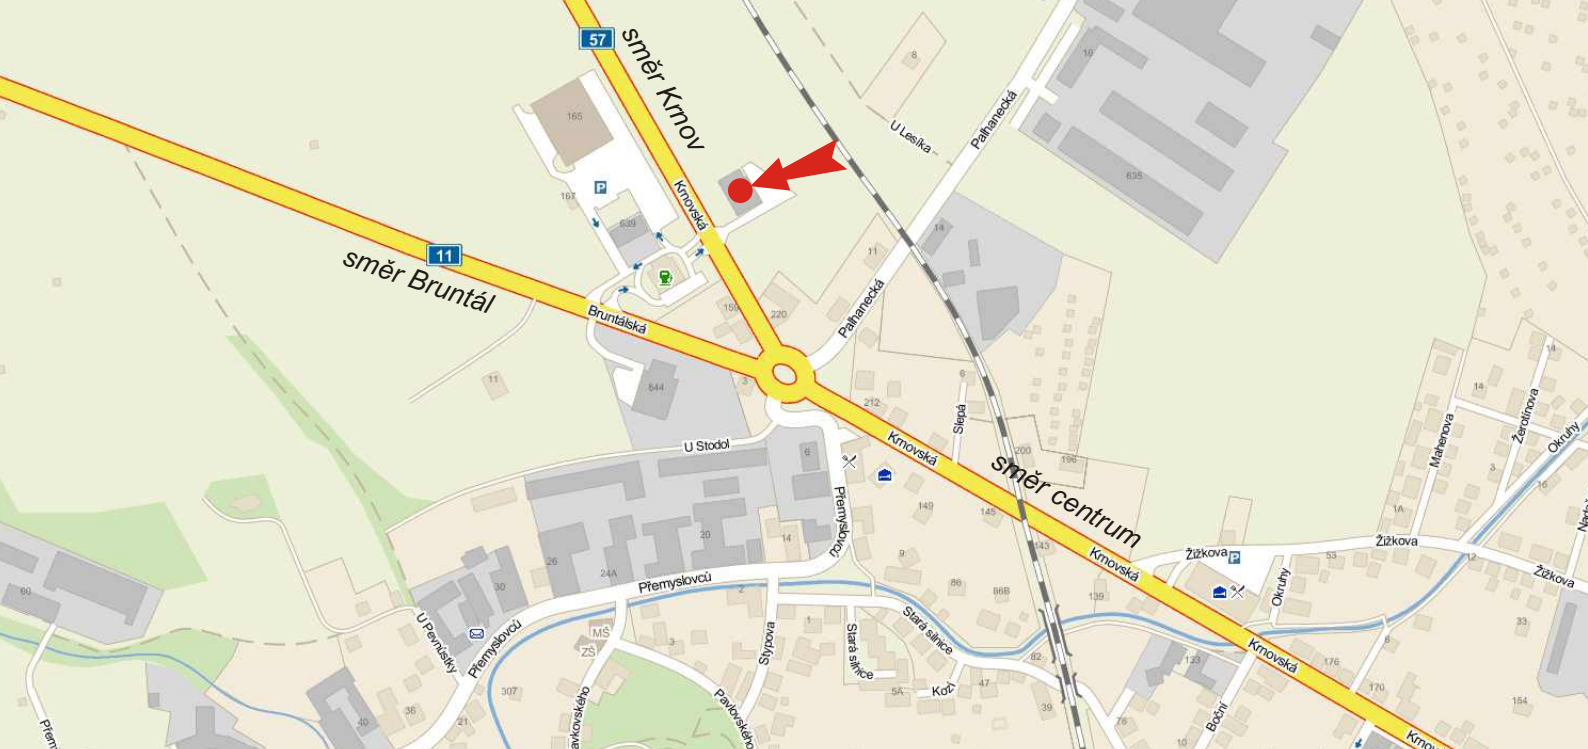 57
směr Krnov
8
16
U Lesíka
Palhanecká
165
635
P
167
Krnovská
639
14
11
směr Bruntál
11
Palhanecká
Bruntálská
159
220
11
544
3
6
212
Slepá
14
14
Žerotínova
Okruhy
Mahenova
U Stodol
6
Krnovská
200
196
směr centrum
3
16
149
145
1A
Přemyslovců
20
14
143
9
Krnovská
Žižkova
P
53
Žižkova
12
Žižkova
26
24A
30
60
Přemyslovců
2
86
86B
139
Okruhy
U Pevnůstky
Přemyslovců
MŠ
ZŠ
3
Stypova
1
Stará silnice
Stará silnice
33
8
82
Krnovská
133
176
170
154
307
5A
Koží
47
39
Pavlovského
36
21
40
76
Boční
10